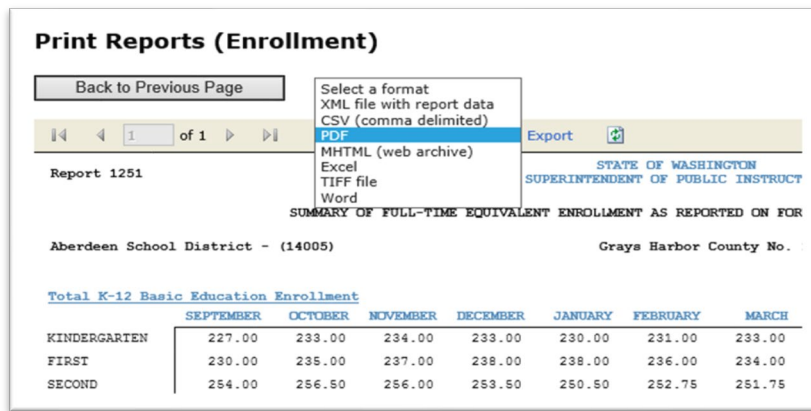 Print Reports (Enrollment)
Back to Previous Page
Select a format
XML file with report data
CSV (comma delimited)
PDF
MHTML (web archive)
Excel
TIFF file
Word
1 of 1
Export
Report 1251
STATE OF WASHINGTON
SUPERINTENDENT OF PUBLIC INSTRUCT
SUMMARY OF FULL-TIME EQUIVALENT ENROLLMENT AS REPORTED ON FOR
Aberdeen School District - (14005) Grays Harbor County No.
Total K-12 Basic Education Enrollment
SEPTEMBER OCTOBER NOVEMBER DECEMBER JANUARY FEBRUARY MARCH
KINDERGARTEN 227.00 233.00 234.00 233.00 230.00 231.00 233.00
FIRST 230.00 235.00 237.00 238.00 238.00 236.00 234.00
SECOND 254.00 256.50 256.00 253.50 250.50 252.75 251.75